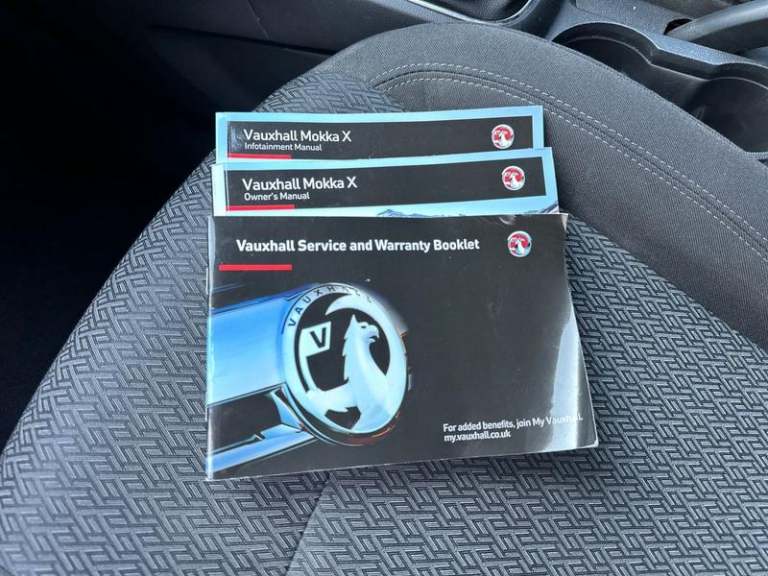 Vauxhall Mokka X
Infotainment Manual
Vauxhall Mokka X
Owner's Manual
Vauxhall Service and Warranty Booklet
VAUXHALL
V
For added benefits, join My Vauxhall,
my.vauxhall.co.uk